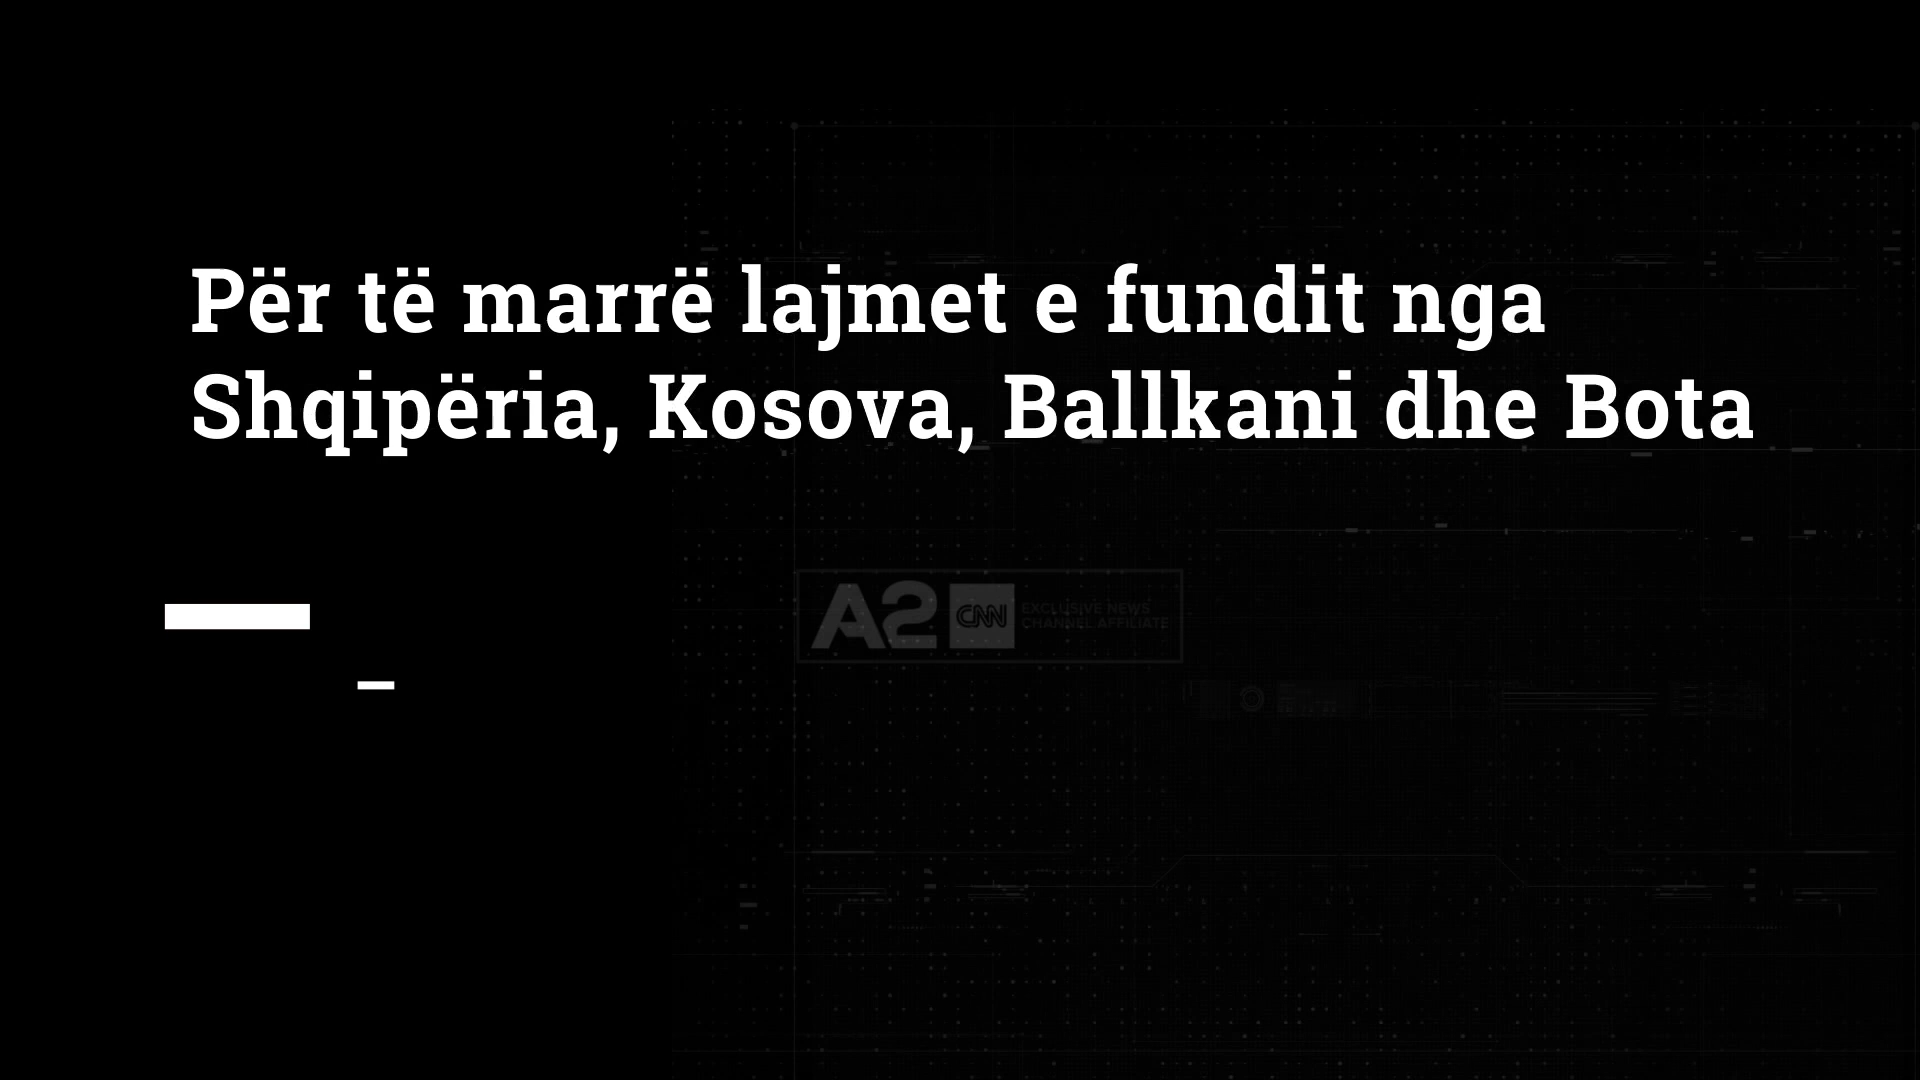 Për të marrë lajmet e fundit nga
Shqipëria, Kosova, Ballkani dhe Bota
A2 CNN EXCLUSIVE NEWS
CHANNEL AFFILIATE